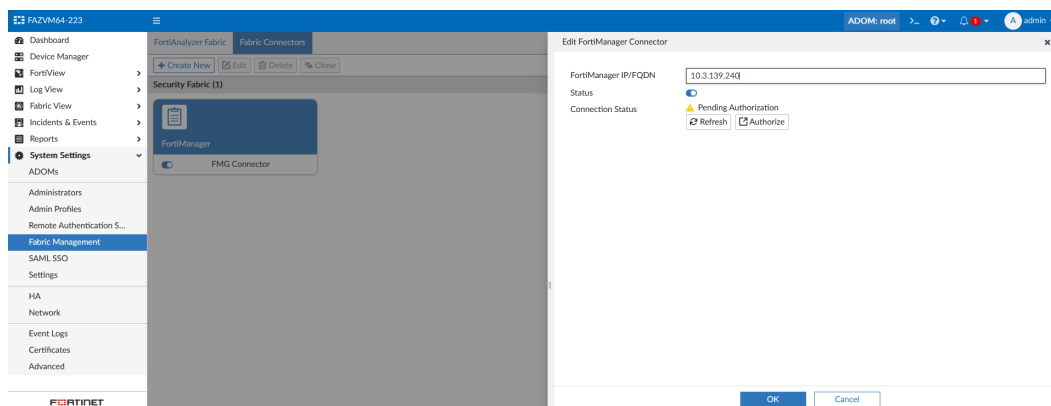 FAZVM64-223
ADOM: root
1
A admin
Dashboard
Device Manager
FortiView
Log View
Fabric View
Incidents & Events
Reports
System Settings
ADOMs
Administrators
Admin Profiles
Remote Authentication S...
Fabric Management
SAML SSO
Settings
HA
Network
Event Logs
Certificates
Advanced
FORTINET
FortiAnalyzer Fabric Fabric Connectors
+ Create New Edit Delete Clone
Security Fabric (1)
FortiManager
FMG Connector
Edit FortiManager Connector
FortiManager IP/FQDN 10.3.139.240
Status
Connection Status Pending Authorization
Refresh Authorize
OK Cancel